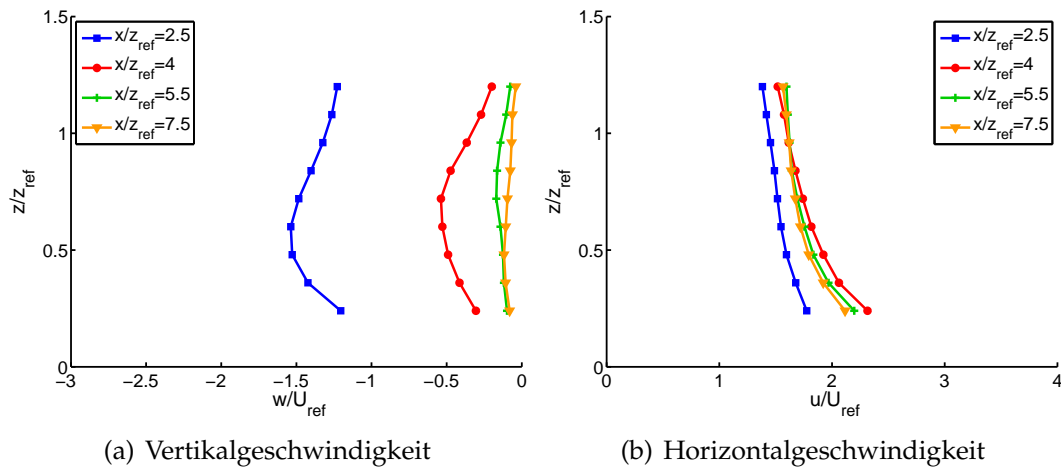 1.5
1
0.5
0
z/z_ref
−3
−2.5
−2
−1.5
−1
−0.5
0
w/U_ref
x/z_ref=2.5
x/z_ref=4
x/z_ref=5.5
x/z_ref=7.5
(a) Vertikalgeschwindigkeit
1.5
1
0.5
0
z/z_ref
0
1
2
3
4
u/U_ref
x/z_ref=2.5
x/z_ref=4
x/z_ref=5.5
x/z_ref=7.5
(b) Horizontalgeschwindigkeit